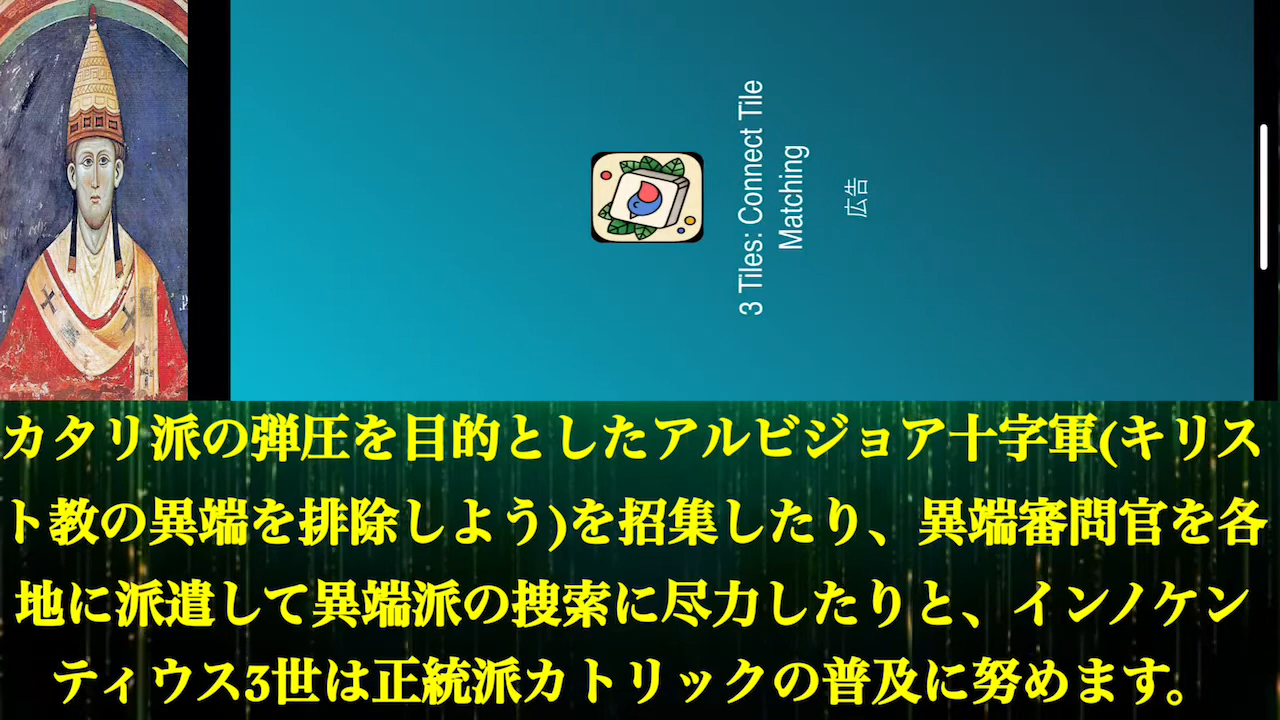 3 Tiles: Connect Tile
Matching
広告
カタリ派の弾圧を目的としたアルビジョア十字軍(キリス
ト教の異端を排除しよう)を招集したり、異端審問官を各
地に派遣して異端派の捜索に尽力したりと、インノケン
ティウス3世は正統派カトリックの普及に努めます。